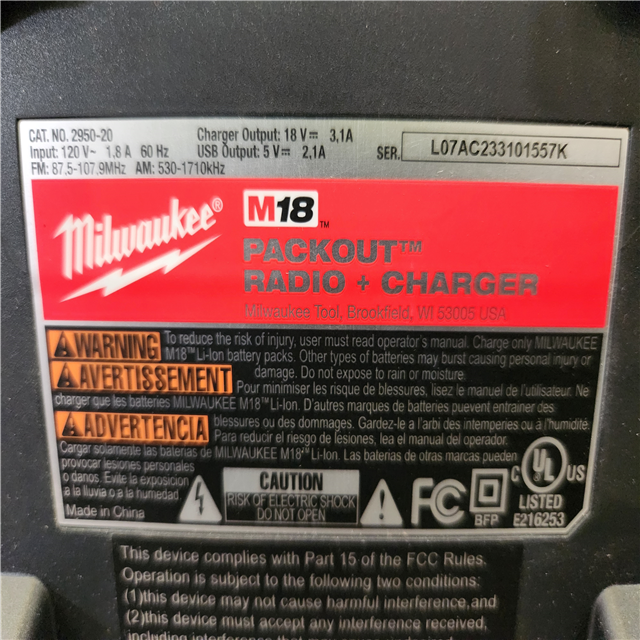 CAT. NO. 2950-20 Charger Output: 18 V⎓ 3,1A
Input: 120 V~ 1.8 A 60 Hz USB Output: 5 V⎓ 2,1A SER. L07AC233101557K
FM: 87.5-107.9MHz AM: 530-1710kHz
Milwaukee® M18™
PACKOUT™
RADIO + CHARGER
Milwaukee Tool, Brookfield, WI 53005 USA
WARNING To reduce the risk of injury, user must read operator's manual. Charge only MILWAUKEE
M18™ Li-Ion battery packs. Other types of batteries may burst causing personal injury or
AVERTISSEMENT damage. Do not expose to rain or moisture.
Pour minimiser les risques de blessures, lisez le manuel de l'utilisateur. Ne
charger que les batteries MILWAUKEE M18™ Li-Ion. D'autres marques de batteries peuvent entrainer des
ADVERTENCIA blessures ou des dommages. Gardez-le a l'arbi des intemperies ou à l'humidité.
Para reducir el riesgo de lesiones, lea el manual del operador.
Cargar solamente las baterias de MILWAUKEE M18™ Li-Ion. Las baterias de otras marcas pueden
provocar lesiones personales
o danos. Evite la exposicion
a la lluvia o a la humedad.
Made in China
CAUTION
RISK OF ELECTRIC SHOCK
DO NOT OPEN
FC
BFP
C UL US
LISTED
E216253
This device complies with Part 15 of the FCC Rules.
Operation is subject to the following two conditions:
(1)this device may not cause harmful interference,and
(2)this device must accept any interference received,
including interference that may